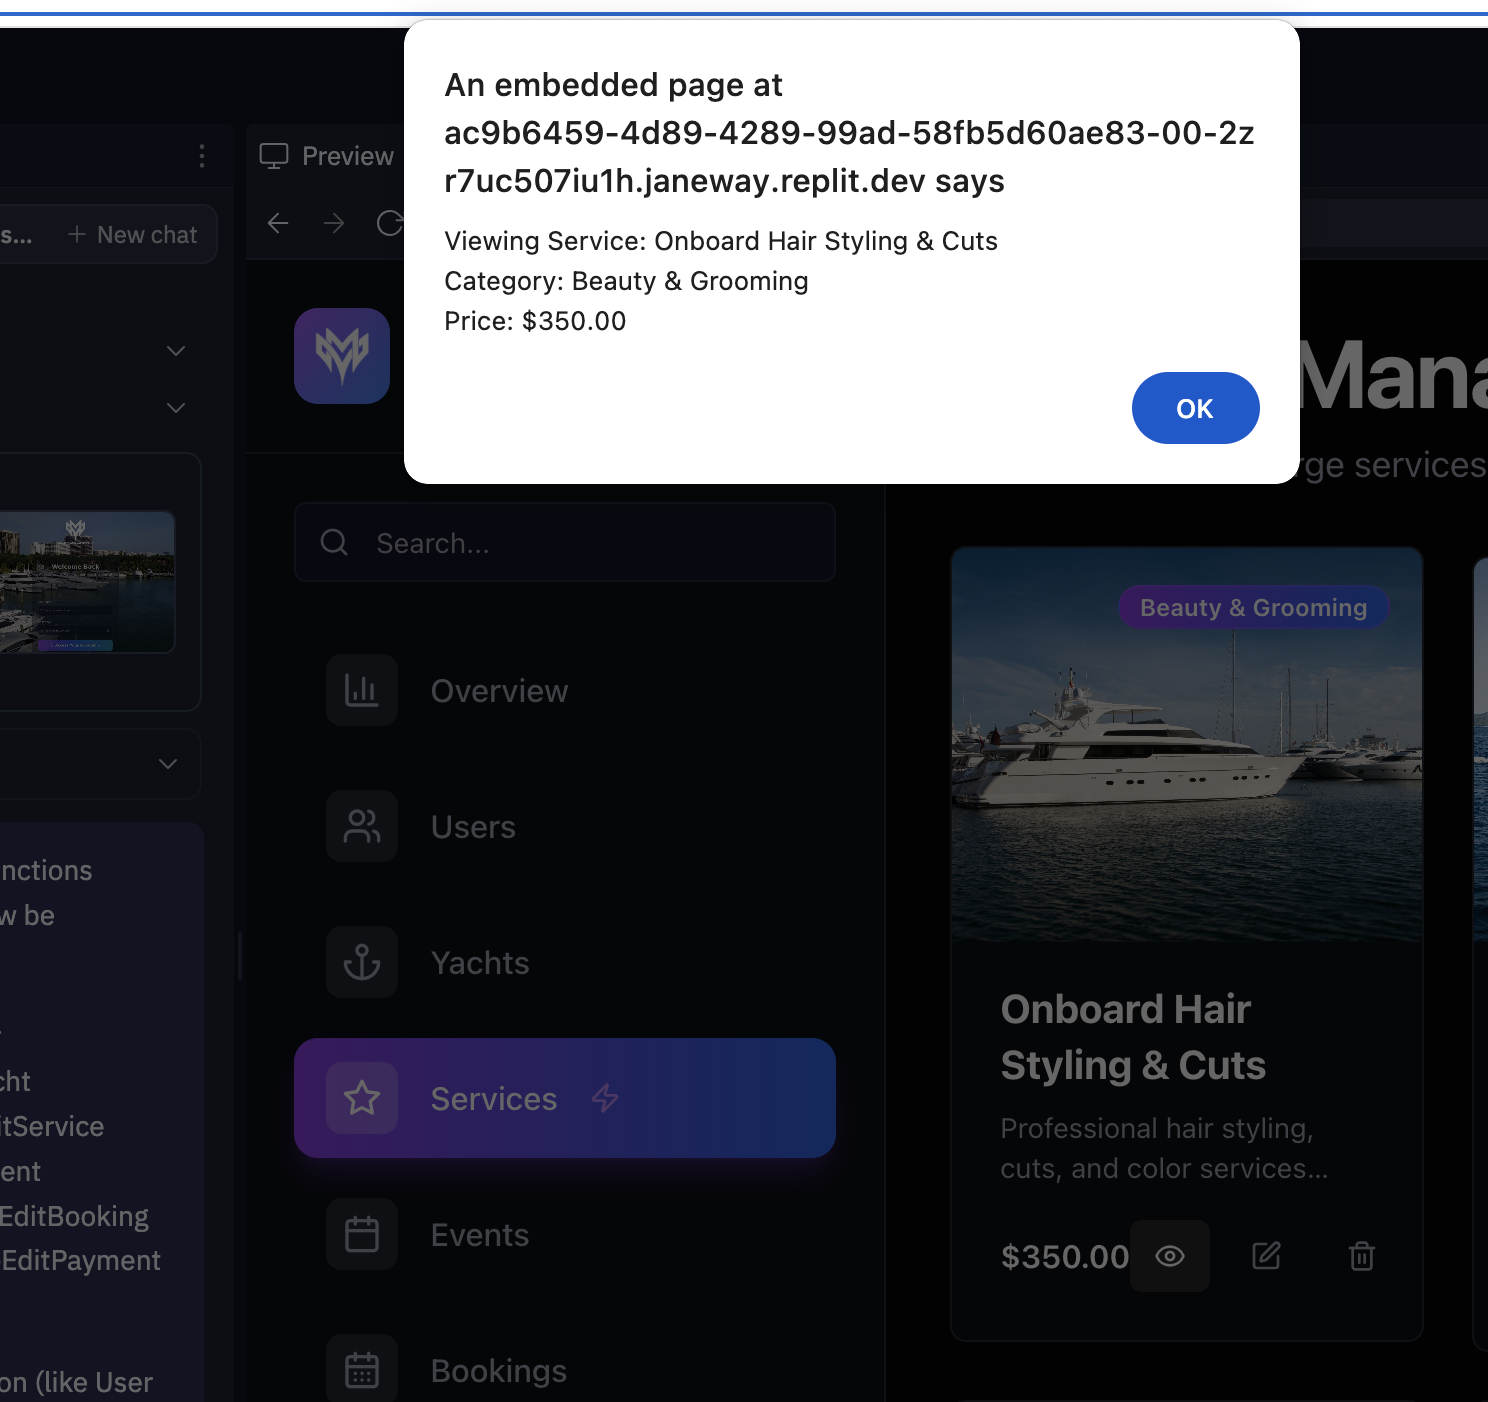 An embedded page at
ac9b6459-4d89-4289-99ad-58fb5d60ae83-00-2z
r7uc507iu1h.janeway.replit.dev says
Viewing Service: Onboard Hair Styling & Cuts
Category: Beauty & Grooming
Price: $350.00
OK
Preview
s...
+ New chat
Welcome Back
nctions
w be
cht
itService
ent
EditBooking
EditPayment
on (like User
Mana
rge services
Search...
Overview
Users
Yachts
Services
Events
Bookings
Beauty & Grooming
Onboard Hair
Styling & Cuts
Professional hair styling,
cuts, and color services...
$350.00